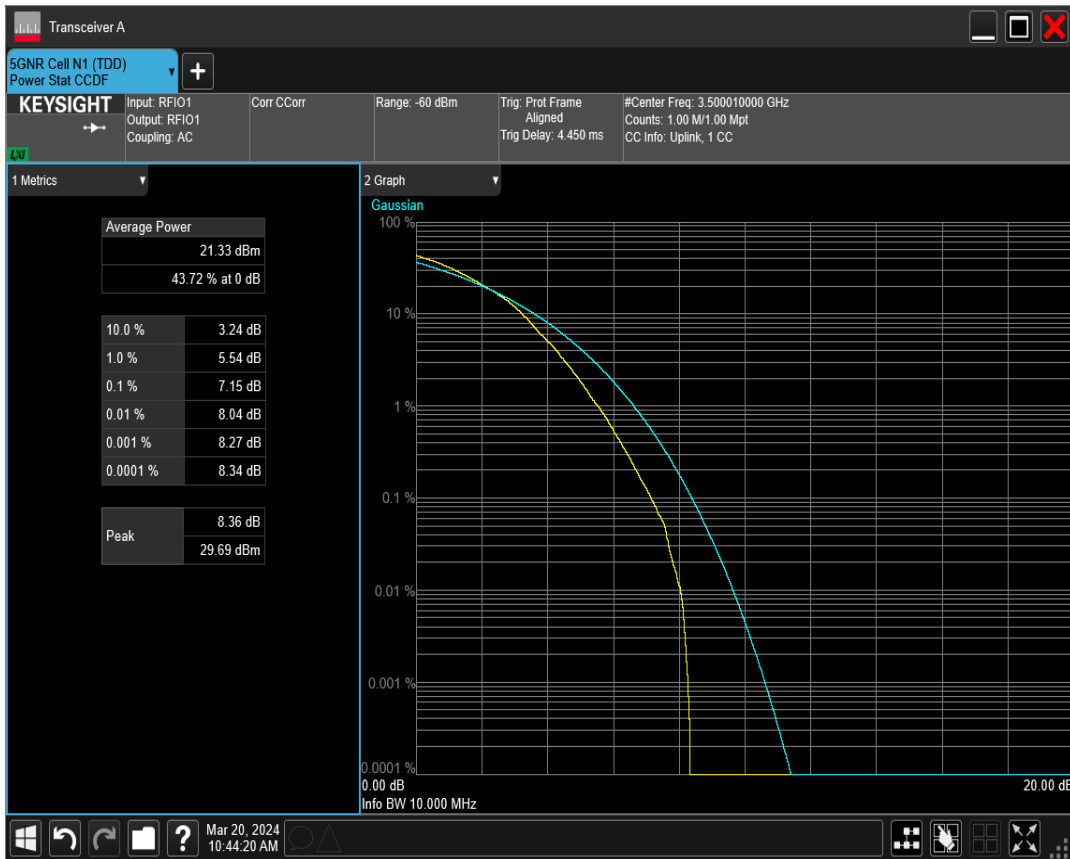 Transceiver A
5GNR Cell N1 (TDD)
Power Stat CCDF
+
KEYSIGHT
LXI
Input: RFIO1
Output: RFIO1
Coupling: AC
Corr CCorr
Range: -60 dBm
Trig: Prot Frame
Aligned
Trig Delay: 4.450 ms
#Center Freq: 3.500010000 GHz
Counts: 1.00 M/1.00 Mpt
CC Info: Uplink, 1 CC
1 Metrics
Average Power
21.33 dBm
43.72 % at 0 dB
10.0 % 3.24 dB
1.0 % 5.54 dB
0.1 % 7.15 dB
0.01 % 8.04 dB
0.001 % 8.27 dB
0.0001 % 8.34 dB
Peak
8.36 dB
29.69 dBm
2 Graph
Gaussian
100 %
10 %
1 %
0.1 %
0.01 %
0.001 %
0.0001 %
0.00 dB 20.00 dB
Info BW 10.000 MHz
?
Mar 20, 2024
10:44:20 AM